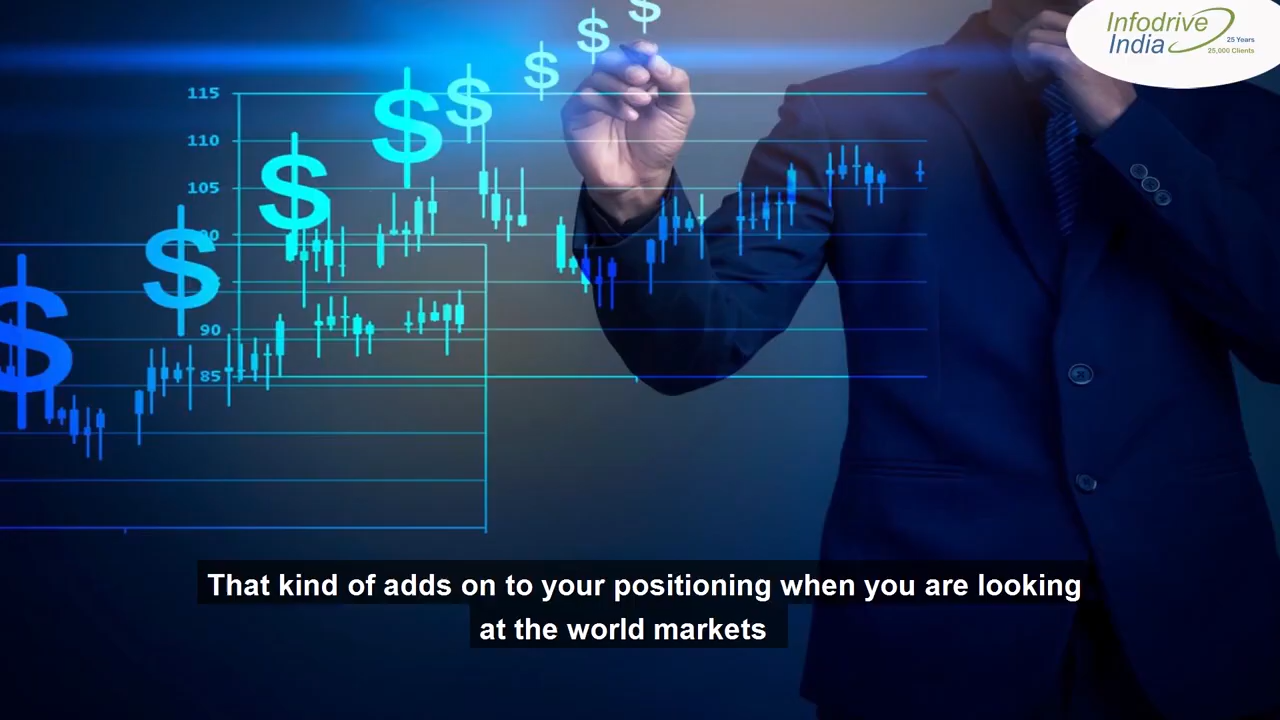 Infodrive
India
25 Years
25,000 Clients
$
$
$
$
$
$
$
115
110
105
90
85
That kind of adds on to your positioning when you are looking
at the world markets